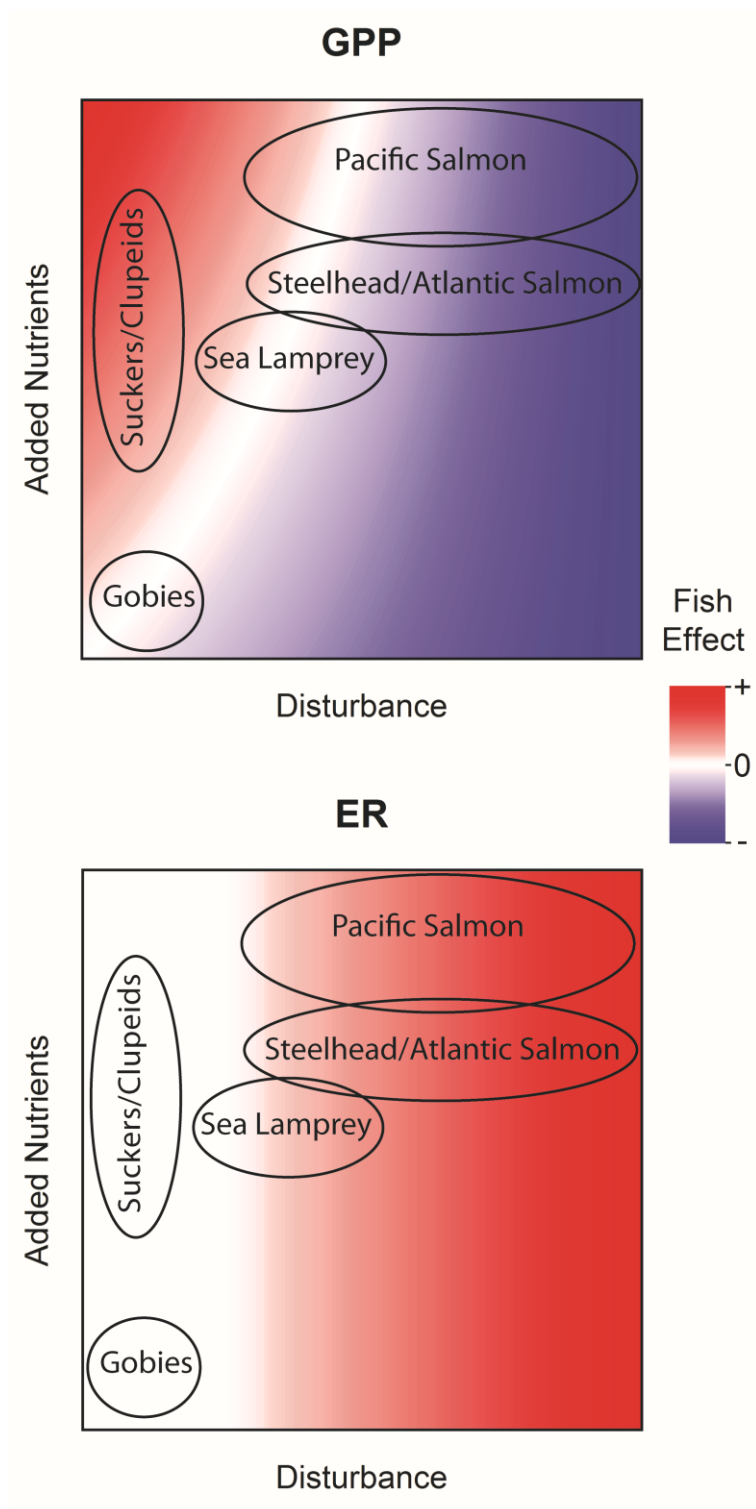 GPP
Added Nutrients
Suckers/Clupeids
Pacific Salmon
Steelhead/Atlantic Salmon
Sea Lamprey
Gobies
Disturbance
Fish
Effect
+
0
-
ER
Added Nutrients
Suckers/Clupeids
Pacific Salmon
Steelhead/Atlantic Salmon
Sea Lamprey
Gobies
Disturbance